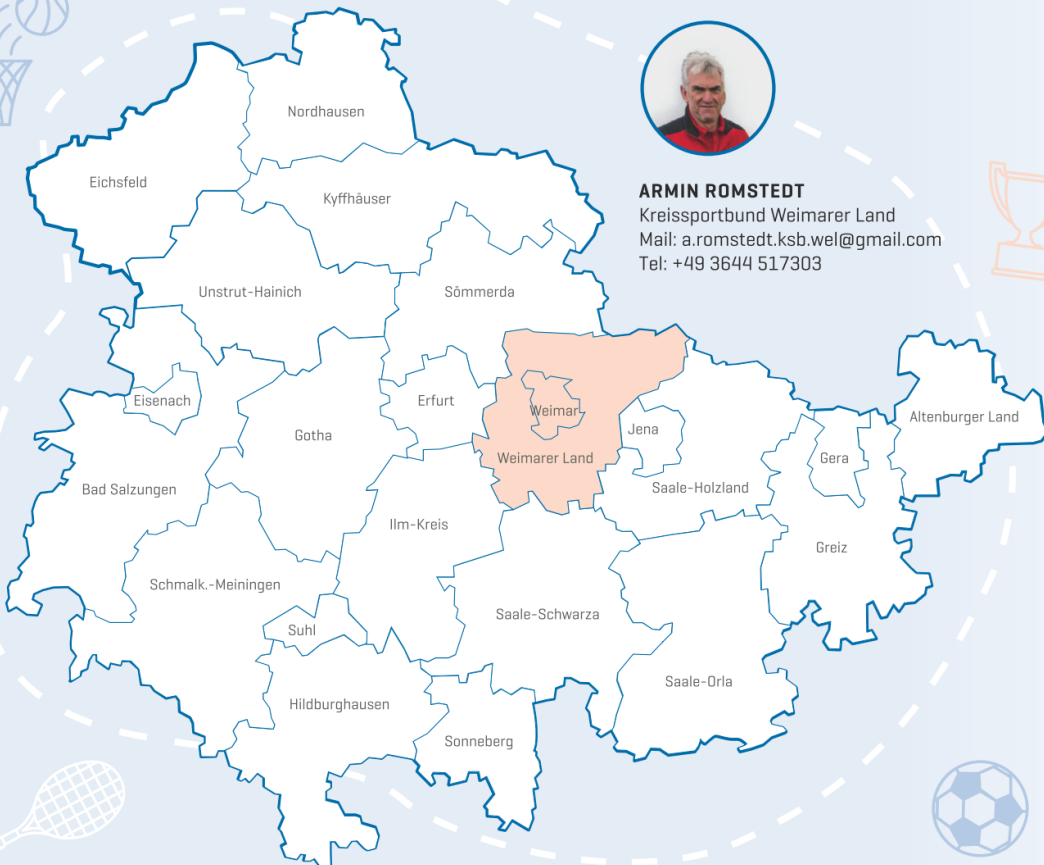 Nordhausen
Eichsfeld
Kyffhäuser
ARMIN ROMSTEDT
Kreissportbund Weimarer Land
Mail: a.romstedt.ksb.wel@gmail.com
Tel: +49 3644 517303
Unstrut-Hainich
Sömmerda
Eisenach
Erfurt
Weimar
Altenburger Land
Gotha
Jena
Weimarer Land
Gera
Bad Salzungen
Saale-Holzland
Ilm-Kreis
Greiz
Schmalk.-Meiningen
Saale-Schwarza
Suhl
Saale-Orla
Hildburghausen
Sonneberg